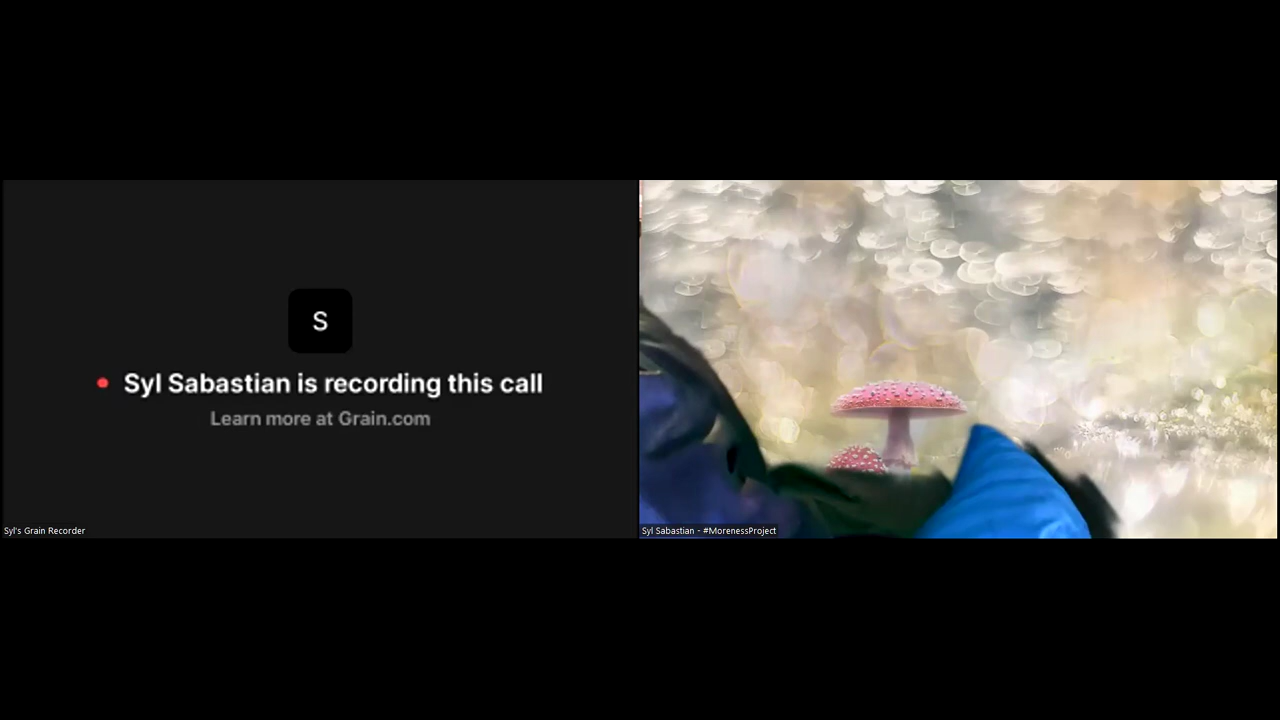 S
Syl Sabastian is recording this call
Learn more at Grain.com
Syl's Grain Recorder
Syl Sabastian - #MorenessProject